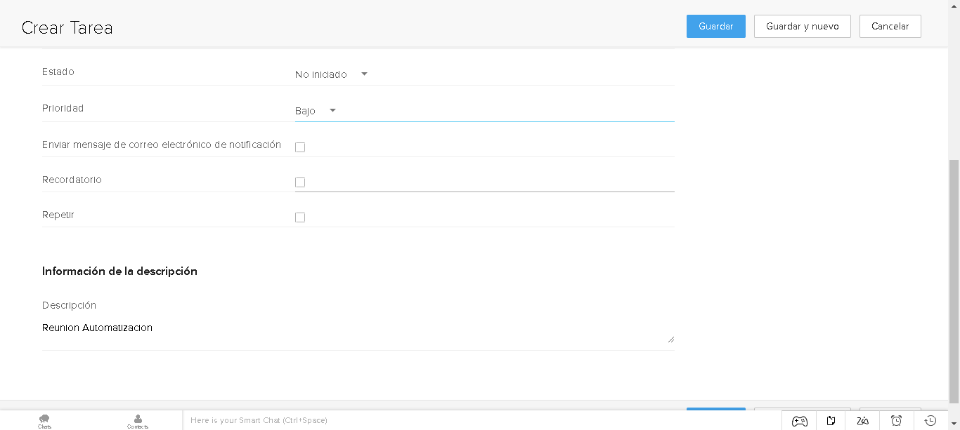 Crear Tarea
Guardar
Guardar y nuevo
Cancelar
Estado
No iniciado
Prioridad
Bajo
Enviar mensaje de correo electrónico de notificación
Recordatorio
Repetir
Información de la descripción
Descripción
Reunion Automatizacion
Chats
Contacts
Here is your Smart Chat (Ctrl+Space)